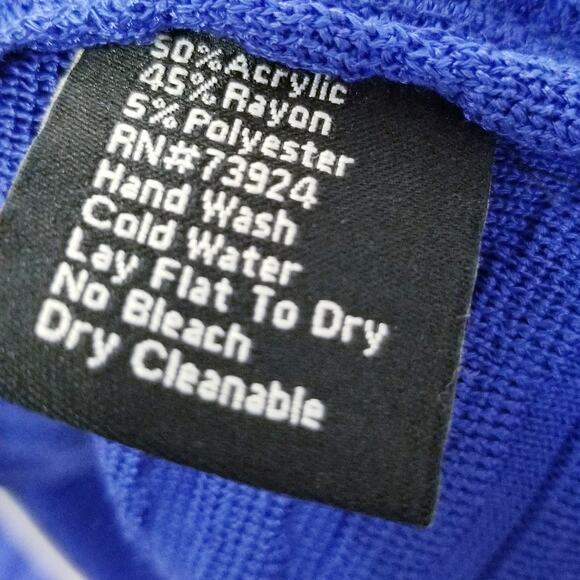 50% Acrylic
45% Rayon
5% Polyester
RN#73924
Hand Wash
Cold Water
Lay Flat To Dry
No Bleach
Dry Cleanable